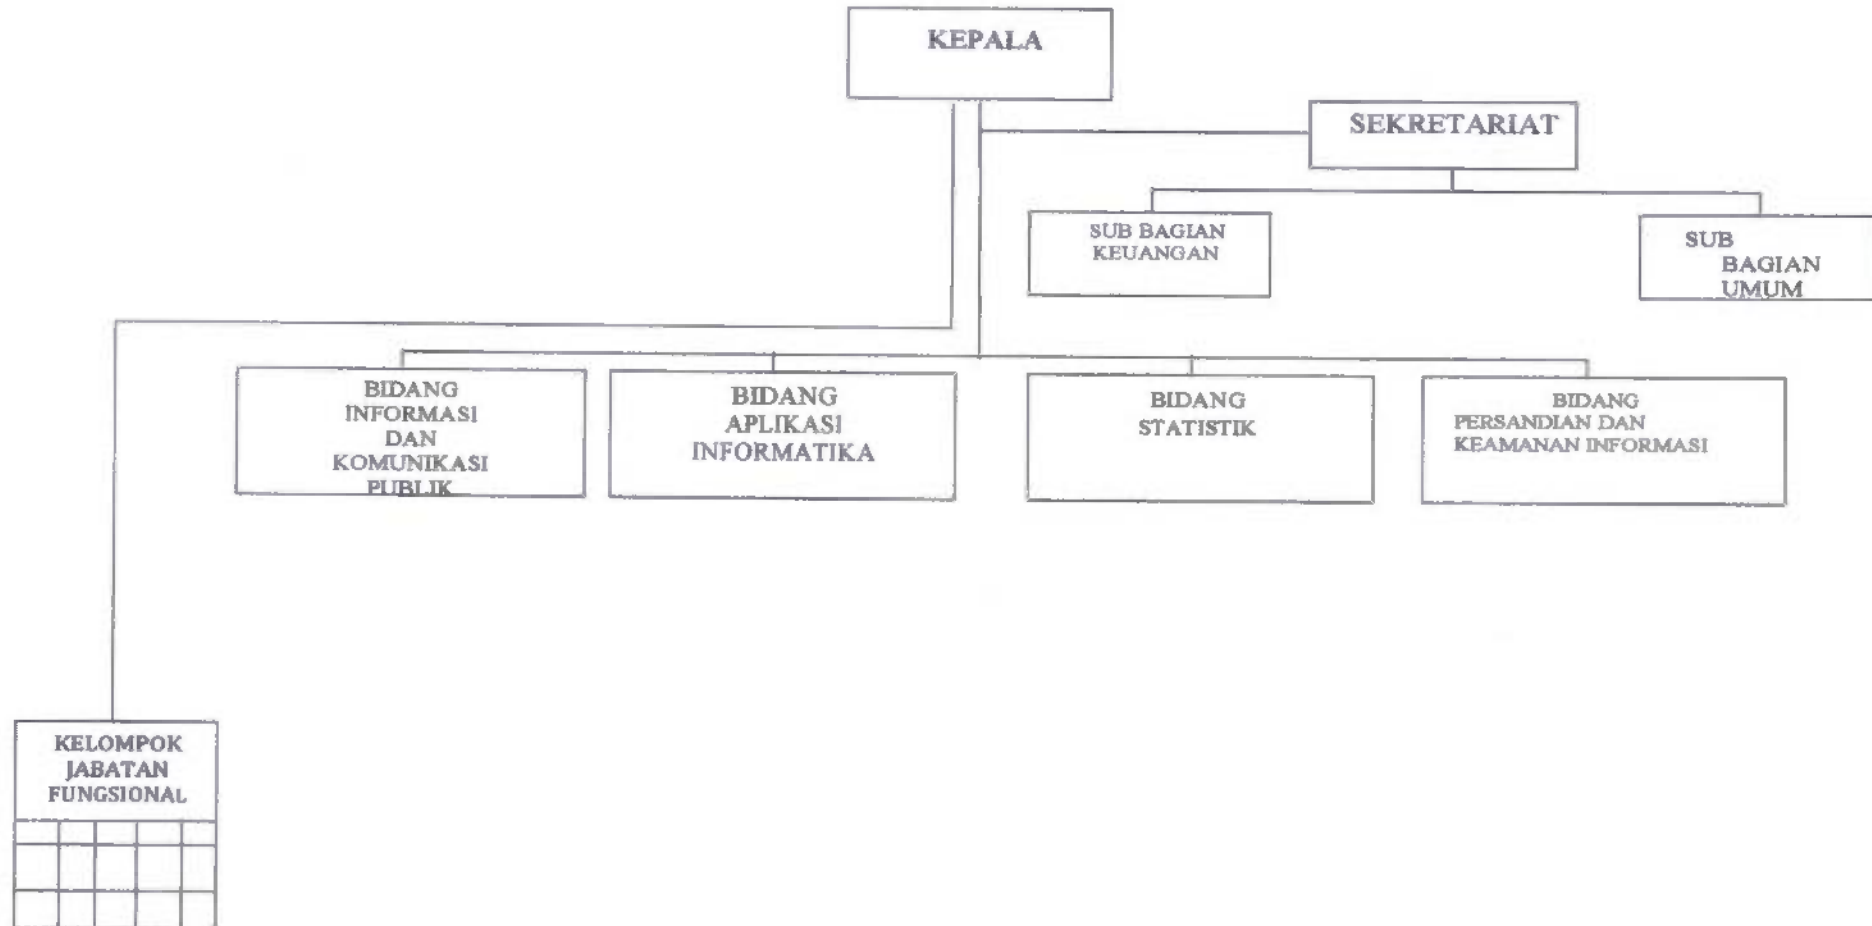 KEPALA
SEKRETARIAT
SUB BAGIAN
KEUANGAN
SUB
BAGIAN
UMUM
BIDANG
INFORMASI
DAN
KOMUNIKASI
PUBLIK
BIDANG
APLIKASI
INFORMATIKA
BIDANG
STATISTIK
BIDANG
PERSANDIAN DAN
KEAMANAN INFORMASI
KELOMPOK
JABATAN
FUNGSIONAL